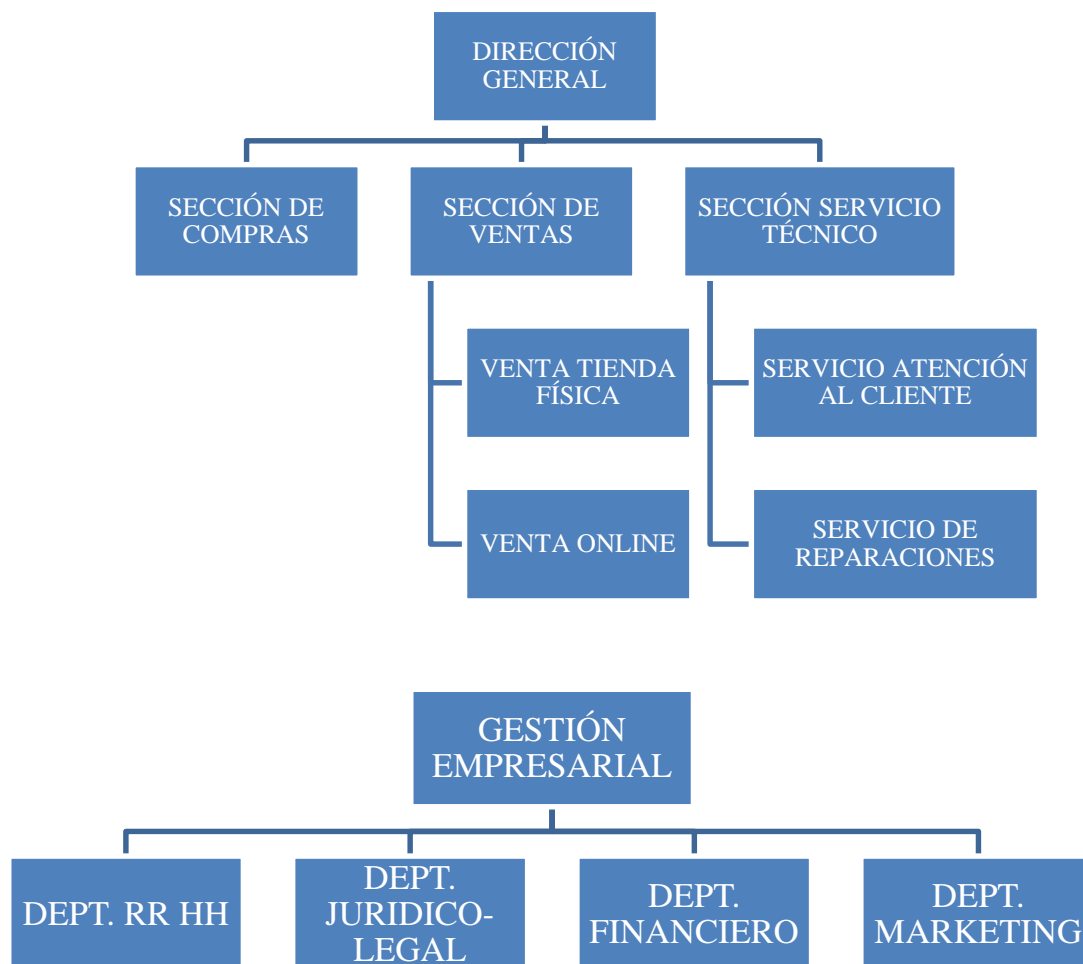 DIRECCIÓN
GENERAL
SECCIÓN DE
COMPRAS
SECCIÓN DE
VENTAS
SECCIÓN SERVICIO
TÉCNICO
VENTA TIENDA
FÍSICA
SERVICIO ATENCIÓN
AL CLIENTE
VENTA ONLINE
SERVICIO DE
REPARACIONES
GESTIÓN
EMPRESARIAL
DEPT. RR HH
DEPT.
JURIDICO-
LEGAL
DEPT.
FINANCIERO
DEPT.
MARKETING